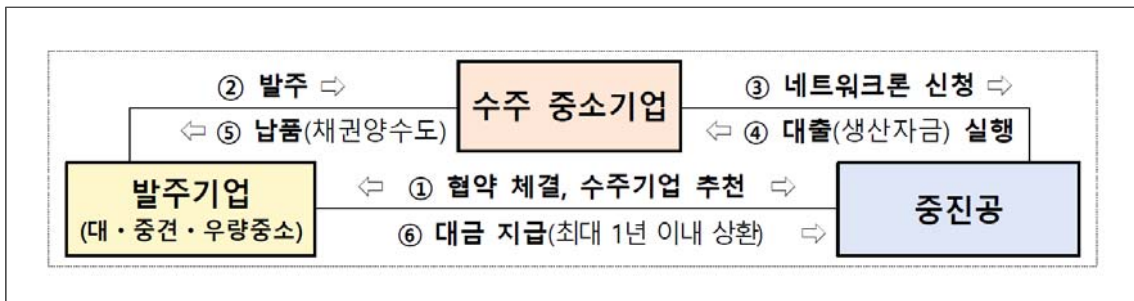 ② 발주 ⇨
수주 중소기업
③ 네트워크론 신청 ⇨
⇦ ⑤ 납품(채권양수도)
⇦ ④ 대출(생산자금) 실행
발주기업
(대・중견・우량중소)
⇦ ① 협약 체결, 수주기업 추천 ⇨
⑥ 대금 지급(최대 1년 이내 상환) ⇨
중진공